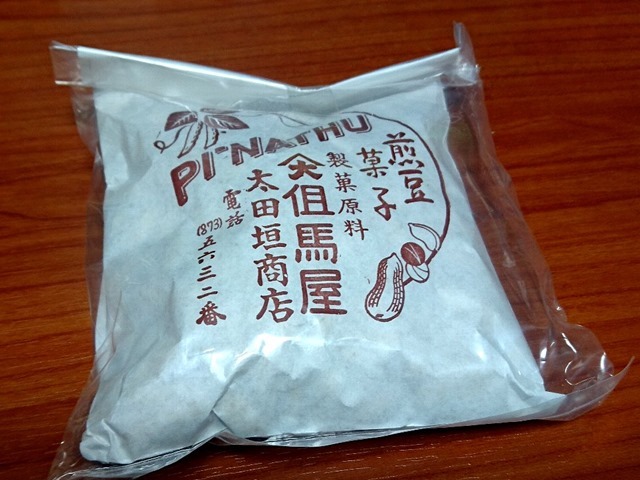 PI-NATHU
煎豆
菓子
製菓原料
但馬屋
太田垣商店
電話
(873)五六三二番